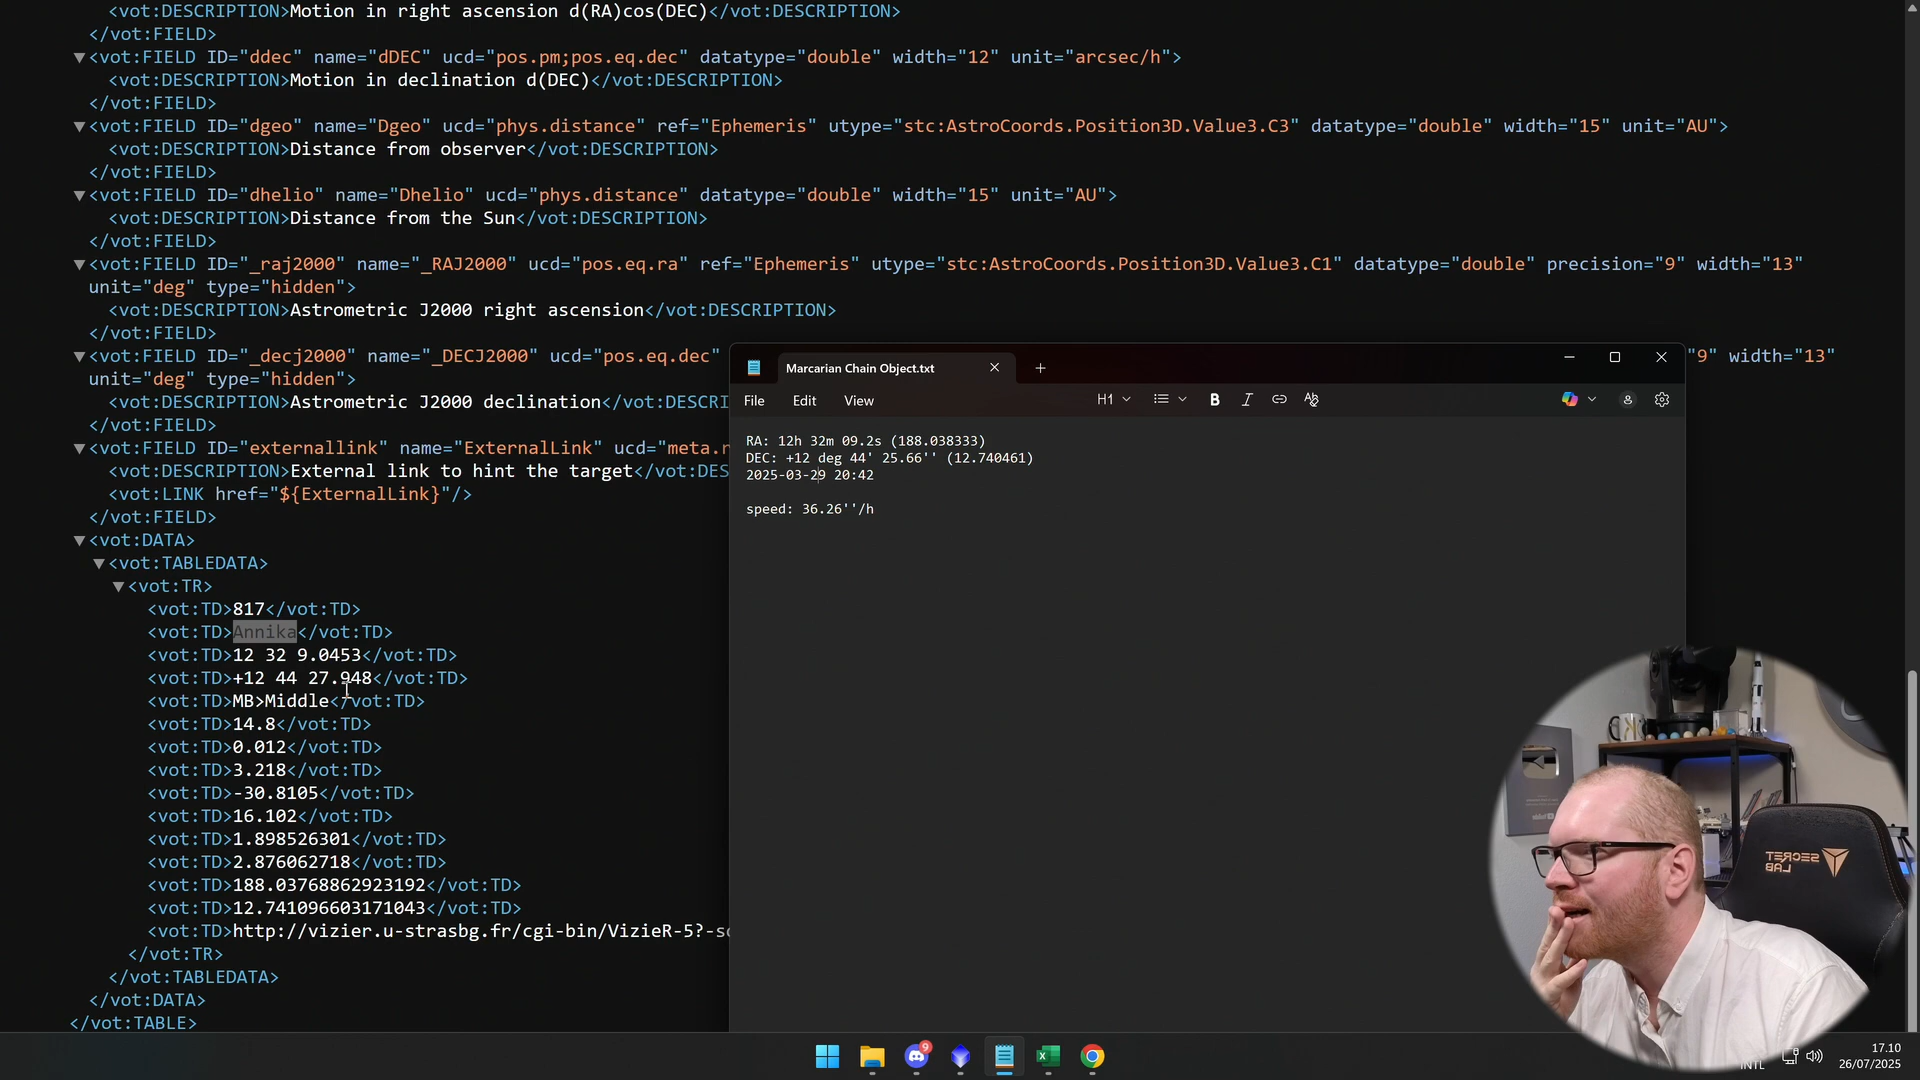 <vot:DESCRIPTION>Motion in right ascension d(RA)cos(DEC)</vot:DESCRIPTION>
</vot:FIELD>
▼<vot:FIELD ID="ddec" name="dDEC" ucd="pos.pm;pos.eq.dec" datatype="double" width="12" unit="arcsec/h">
<vot:DESCRIPTION>Motion in declination d(DEC)</vot:DESCRIPTION>
</vot:FIELD>
▼<vot:FIELD ID="dgeo" name="Dgeo" ucd="phys.distance" ref="Ephemeris" utype="stc:AstroCoords.Position3D.Value3.C3" datatype="double" width="15" unit="AU">
<vot:DESCRIPTION>Distance from observer</vot:DESCRIPTION>
</vot:FIELD>
▼<vot:FIELD ID="dhelio" name="Dhelio" ucd="phys.distance" datatype="double" width="15" unit="AU">
<vot:DESCRIPTION>Distance from the Sun</vot:DESCRIPTION>
</vot:FIELD>
▼<vot:FIELD ID="_raj2000" name="_RAJ2000" ucd="pos.eq.ra" ref="Ephemeris" utype="stc:AstroCoords.Position3D.Value3.C1" datatype="double" precision="9" width="13"
unit="deg" type="hidden">
<vot:DESCRIPTION>Astrometric J2000 right ascension</vot:DESCRIPTION>
</vot:FIELD>
▼<vot:FIELD ID="_decj2000" name="_DECJ2000" ucd="pos.eq.dec" "9" width="13"
unit="deg" type="hidden">
<vot:DESCRIPTION>Astrometric J2000 declination</vot:DESCRI
</vot:FIELD>
▼<vot:FIELD ID="externallink" name="ExternalLink" ucd="meta.r
<vot:DESCRIPTION>External link to hint the target</vot:DES
<vot:LINK href="${ExternalLink}"/>
</vot:FIELD>
▼<vot:DATA>
▼<vot:TABLEDATA>
▼<vot:TR>
<vot:TD>817</vot:TD>
<vot:TD>Annika</vot:TD>
<vot:TD>12 32 9.0453</vot:TD>
<vot:TD>+12 44 27.948</vot:TD>
<vot:TD>MB>Middle</vot:TD>
<vot:TD>14.8</vot:TD>
<vot:TD>0.012</vot:TD>
<vot:TD>3.218</vot:TD>
<vot:TD>-30.8105</vot:TD>
<vot:TD>16.102</vot:TD>
<vot:TD>1.898526301</vot:TD>
<vot:TD>2.876062718</vot:TD>
<vot:TD>188.03768862923192</vot:TD>
<vot:TD>12.741096603171043</vot:TD>
<vot:TD>http://vizier.u-strasbg.fr/cgi-bin/VizieR-5?-so
</vot:TR>
</vot:TABLEDATA>
</vot:DATA>
</vot:TABLE>
Marcarian Chain Object.txt
File Edit View H1 B I
RA: 12h 32m 09.2s (188.038333)
DEC: +12 deg 44' 25.66'' (12.740461)
2025-03-29 20:42
speed: 36.26''/h
SECRET
LAB
9
INTL
17.10
26/07/2025